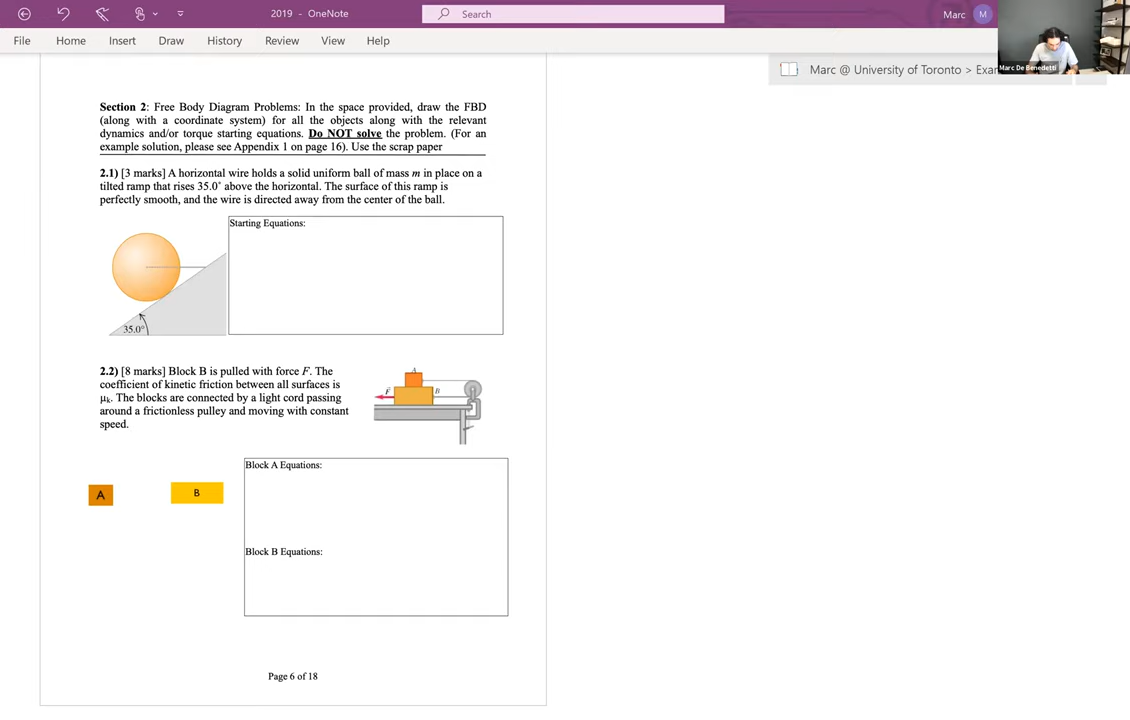 2019 - OneNote
Search
Marc
M
File Home Insert Draw History Review View Help
Marc De Benedetti
Marc @ University of Toronto > Exam
Section 2: Free Body Diagram Problems: In the space provided, draw the FBD
(along with a coordinate system) for all the objects along with the relevant
dynamics and/or torque starting equations. Do NOT solve the problem. (For an
example solution, please see Appendix 1 on page 16). Use the scrap paper
2.1) [3 marks] A horizontal wire holds a solid uniform ball of mass m in place on a
tilted ramp that rises 35.0˚ above the horizontal. The surface of this ramp is
perfectly smooth, and the wire is directed away from the center of the ball.
Starting Equations:
35.0°
2.2) [8 marks] Block B is pulled with force F. The
coefficient of kinetic friction between all surfaces is
μk. The blocks are connected by a light cord passing
around a frictionless pulley and moving with constant
speed.
A
F
B
Block A Equations:
A
B
Block B Equations:
Page 6 of 18